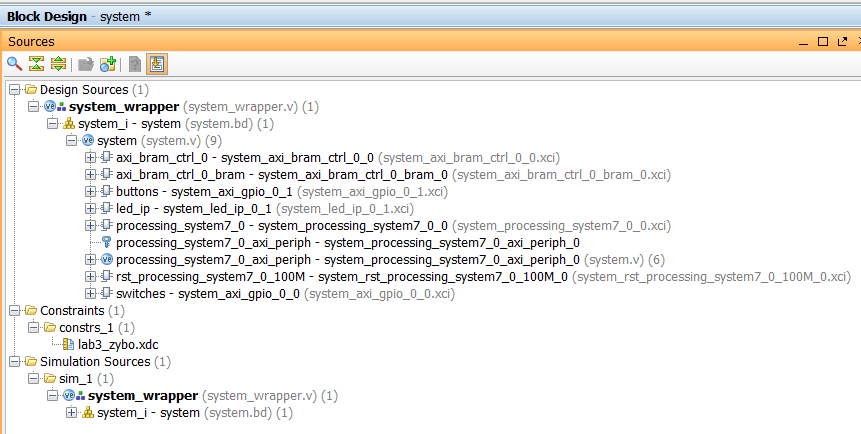 Block Design - system *
Sources
Design Sources (1)
system_wrapper (system_wrapper.v) (1)
system_i - system (system.bd) (1)
system (system.v) (9)
axi_bram_ctrl_0 - system_axi_bram_ctrl_0_0 (system_axi_bram_ctrl_0_0.xci)
axi_bram_ctrl_0_bram - system_axi_bram_ctrl_0_bram_0 (system_axi_bram_ctrl_0_bram_0.xci)
buttons - system_axi_gpio_0_1 (system_axi_gpio_0_1.xci)
led_ip - system_led_ip_0_1 (system_led_ip_0_1.xci)
processing_system7_0 - system_processing_system7_0_0 (system_processing_system7_0_0.xci)
processing_system7_0_axi_periph - system_processing_system7_0_axi_periph_0
processing_system7_0_axi_periph - system_processing_system7_0_axi_periph_0 (system.v) (6)
rst_processing_system7_0_100M - system_rst_processing_system7_0_100M_0 (system_rst_processing_system7_0_100M_0.xci)
switches - system_axi_gpio_0_0 (system_axi_gpio_0_0.xci)
Constraints (1)
constrs_1 (1)
lab3_zybo.xdc
Simulation Sources (1)
sim_1 (1)
system_wrapper (system_wrapper.v) (1)
system_i - system (system.bd) (1)